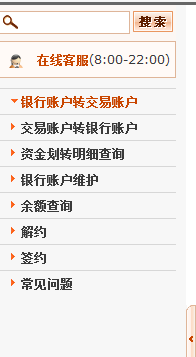 搜索
在线客服(8:00-22:00)
银行账户转交易账户
交易账户转银行账户
资金划转明细查询
银行账户维护
余额查询
解约
签约
常见问题